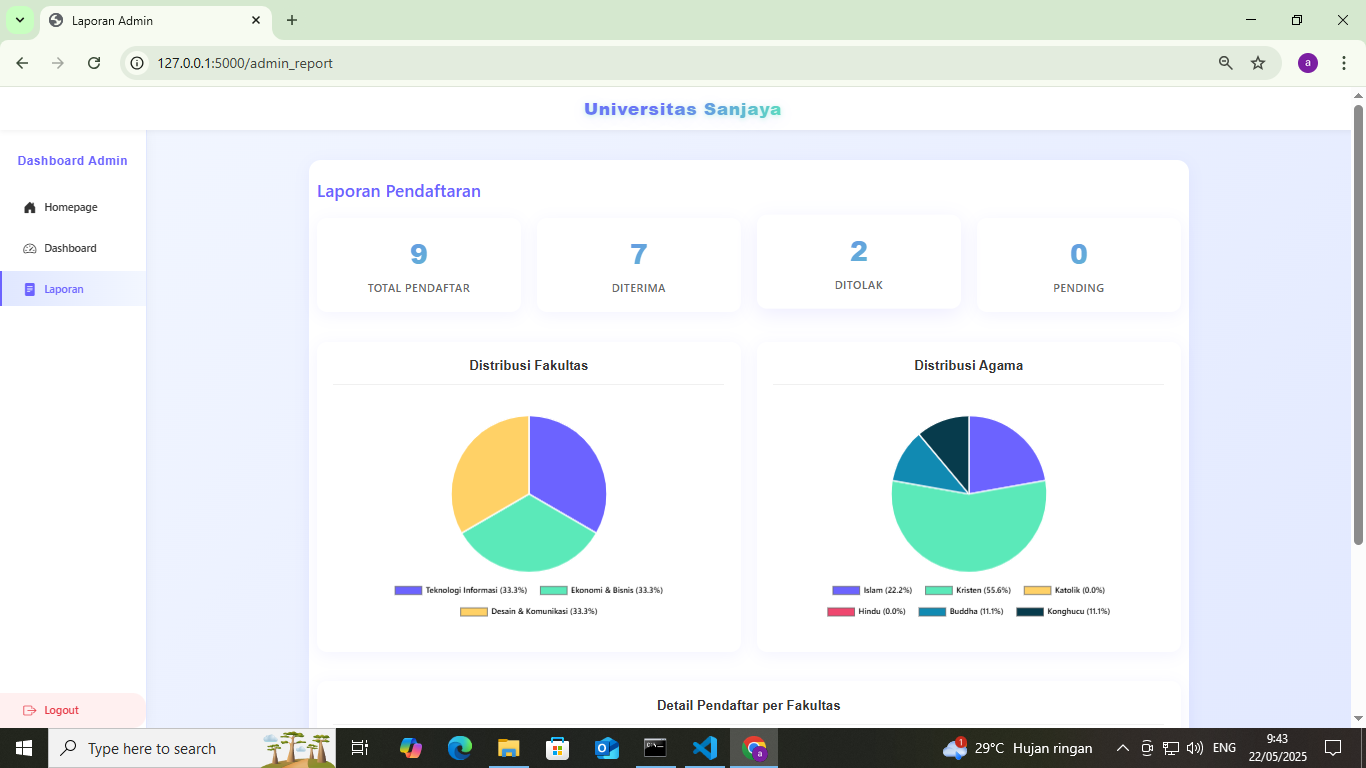 Laporan Admin
127.0.0.1:5000/admin_report
a
Universitas Sanjaya
Dashboard Admin
Homepage
Dashboard
Laporan
Logout
Laporan Pendaftaran
9
TOTAL PENDAFTAR
7
DITERIMA
2
DITOLAK
0
PENDING
Distribusi Fakultas
Teknologi Informasi (33.3%) Ekonomi & Bisnis (33.3%)
Desain & Komunikasi (33.3%)
Distribusi Agama
Islam (22.2%) Kristen (55.6%) Katolik (0.0%)
Hindu (0.0%) Buddha (11.1%) Konghucu (11.1%)
Detail Pendaftar per Fakultas
Type here to search
a
1
29°C Hujan ringan
ENG
9:43
22/05/2025